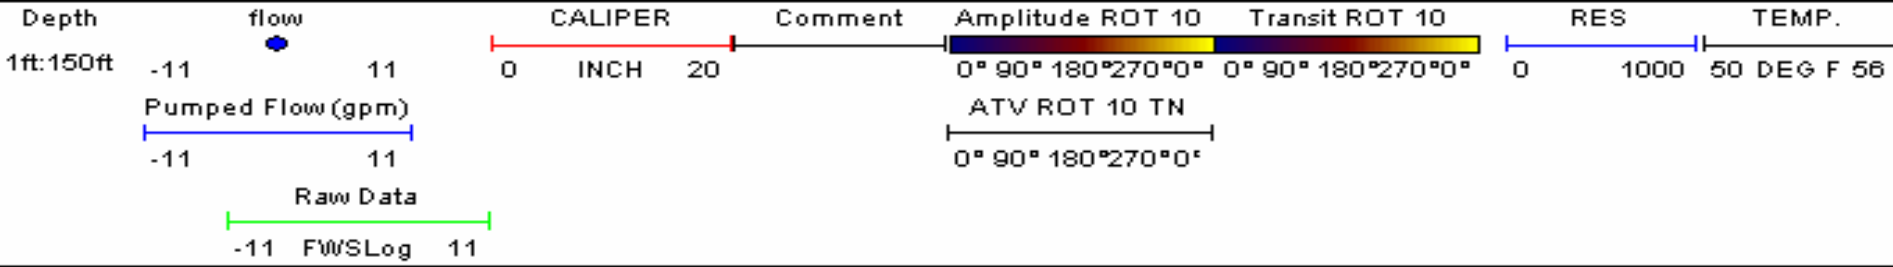 Depth flow CALIPER Comment Amplitude ROT 10 Transit ROT 10 RES TEMP.
1ft:150ft -11 11 0 INCH 20 0° 90° 180°270°0° 0° 90° 180°270°0° 0 1000 50 DEG F 56
Pumped Flow (gpm) ATV ROT 10 TN
-11 11 0° 90° 180°270°0°
Raw Data
-11 FWSLog 11